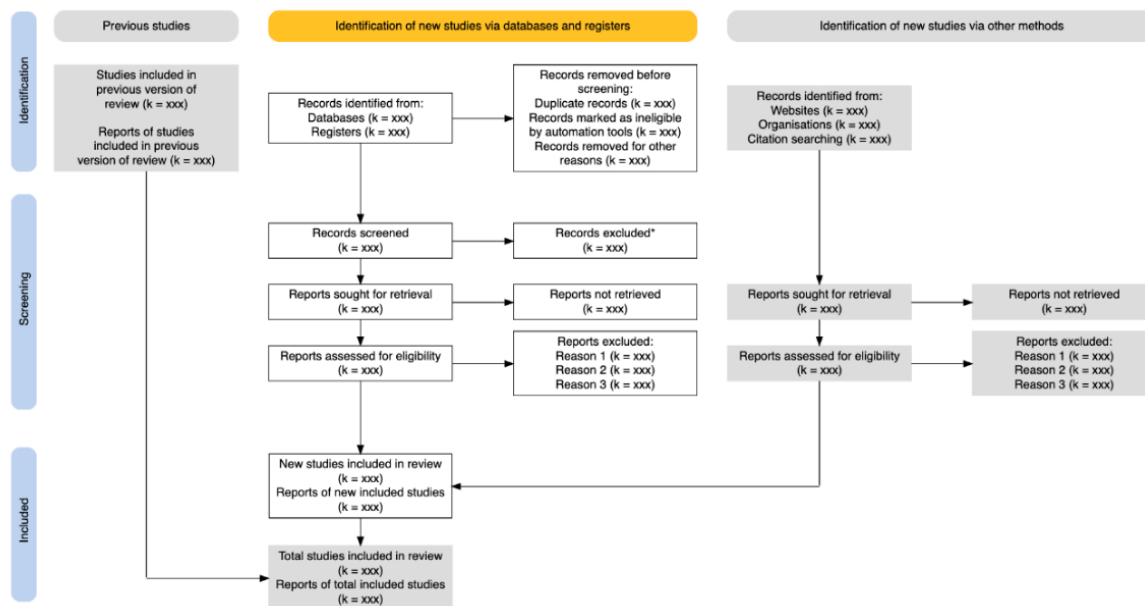 Previous studies
Identification of new studies via databases and registers
Identification of new studies via other methods
Identification
Studies included in
previous version of
review (k = xxx)
Reports of studies
included in previous
version of review (k = xxx)
Records identified from:
Databases (k = xxx)
Registers (k = xxx)
Records removed before
screening:
Duplicate records (k = xxx)
Records marked as ineligible
by automation tools (k = xxx)
Records removed for other
reasons (k = xxx)
Records identified from:
Websites (k = xxx)
Organisations (k = xxx)
Citation searching (k = xxx)
Screening
Records screened
(k = xxx)
Records excluded*
(k = xxx)
Reports sought for retrieval
(k = xxx)
Reports not retrieved
(k = xxx)
Reports sought for retrieval
(k = xxx)
Reports not retrieved
(k = xxx)
Reports assessed for eligibility
(k = xxx)
Reports excluded:
Reason 1 (k = xxx)
Reason 2 (k = xxx)
Reason 3 (k = xxx)
Reports assessed for eligibility
(k = xxx)
Reports excluded:
Reason 1 (k = xxx)
Reason 2 (k = xxx)
Reason 3 (k = xxx)
Included
New studies included in review
(k = xxx)
Reports of new included studies
(k = xxx)
Total studies included in review
(k = xxx)
Reports of total included studies
(k = xxx)